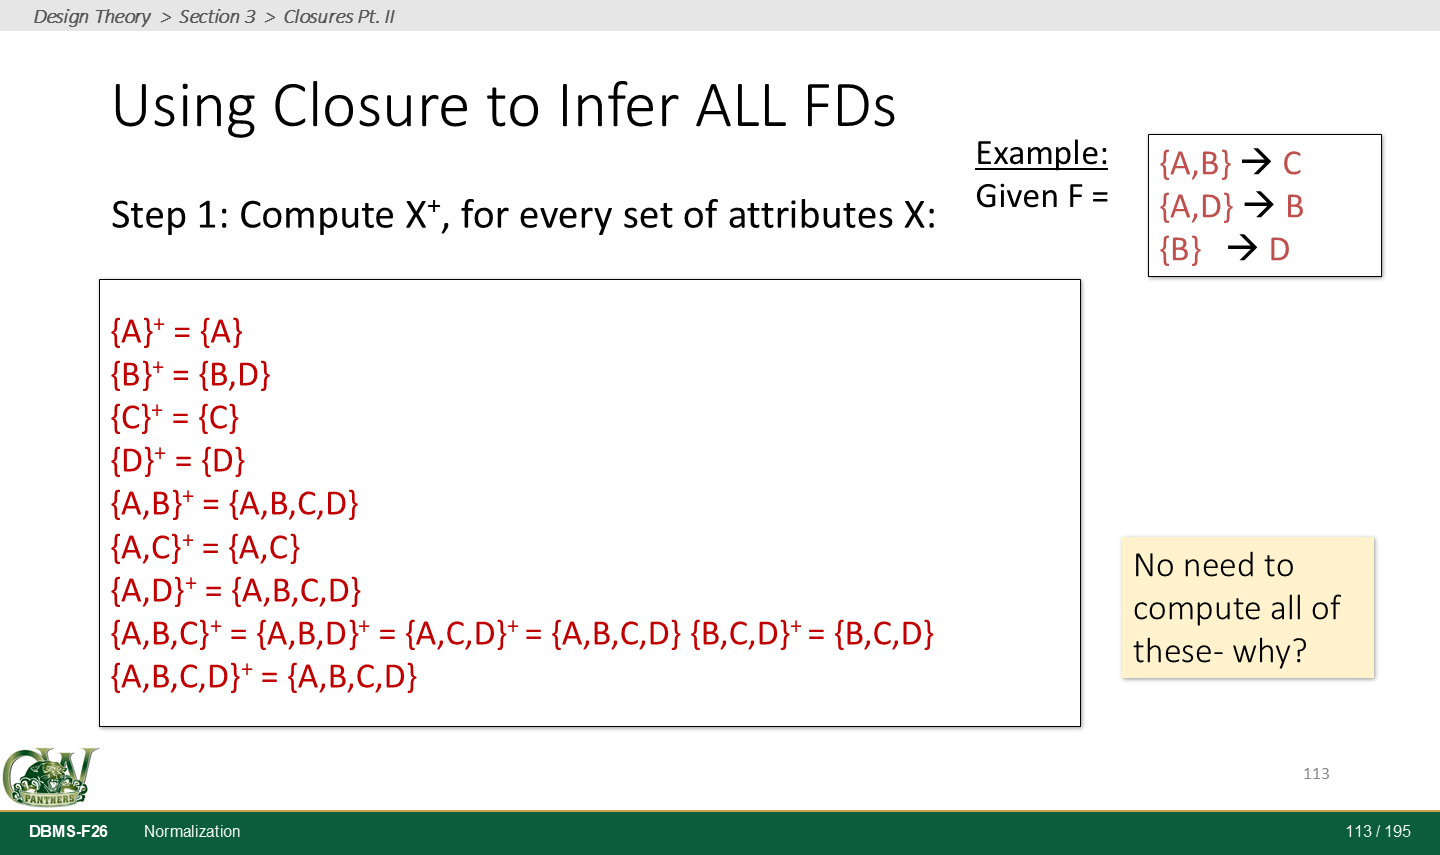 Design Theory > Section 3 > Closures Pt. II
Using Closure to Infer ALL FDs
Example:
Given F =
{A,B} → C
{A,D} → B
{B} → D
Step 1: Compute X⁺, for every set of attributes X:
{A}⁺ = {A}
{B}⁺ = {B,D}
{C}⁺ = {C}
{D}⁺ = {D}
{A,B}⁺ = {A,B,C,D}
{A,C}⁺ = {A,C}
{A,D}⁺ = {A,B,C,D}
{A,B,C}⁺ = {A,B,D}⁺ = {A,C,D}⁺ = {A,B,C,D} {B,C,D}⁺ = {B,C,D}
{A,B,C,D}⁺ = {A,B,C,D}
No need to
compute all of
these- why?
OW
PANTHERS
113
DBMS-F26 Normalization 113 / 195